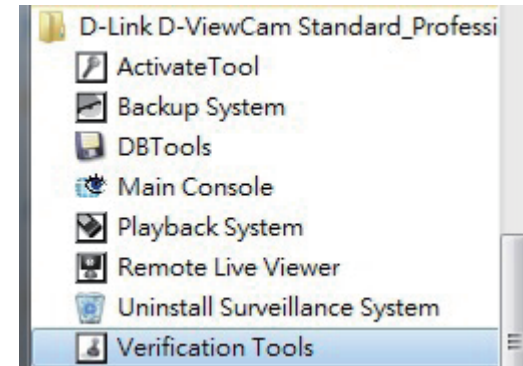 D-Link D-ViewCam Standard_Professi
ActivateTool
Backup System
DBTools
Main Console
Playback System
Remote Live Viewer
Uninstall Surveillance System
Verification Tools